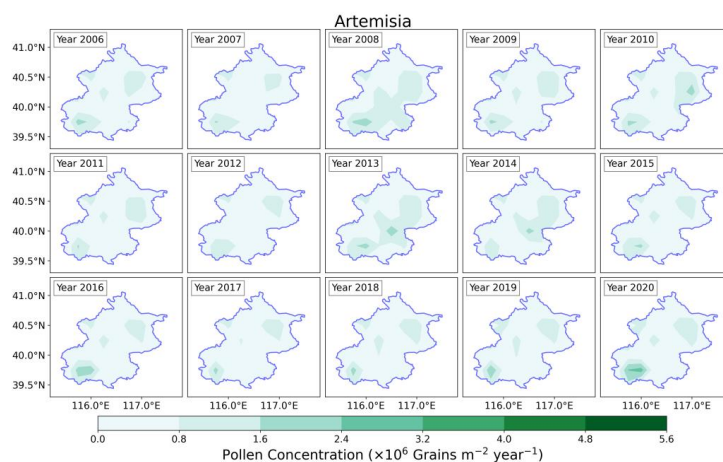 Artemisia
Year 2006 Year 2007 Year 2008 Year 2009 Year 2010
41.0°N
40.5°N
40.0°N
39.5°N
Year 2011 Year 2012 Year 2013 Year 2014 Year 2015
41.0°N
40.5°N
40.0°N
39.5°N
Year 2016 Year 2017 Year 2018 Year 2019 Year 2020
41.0°N
40.5°N
40.0°N
39.5°N
116.0°E 117.0°E 116.0°E 117.0°E 116.0°E 117.0°E 116.0°E 117.0°E 116.0°E 117.0°E
0.0 0.8 1.6 2.4 3.2 4.0 4.8 5.6
Pollen Concentration (×10⁶ Grains m⁻² year⁻¹)